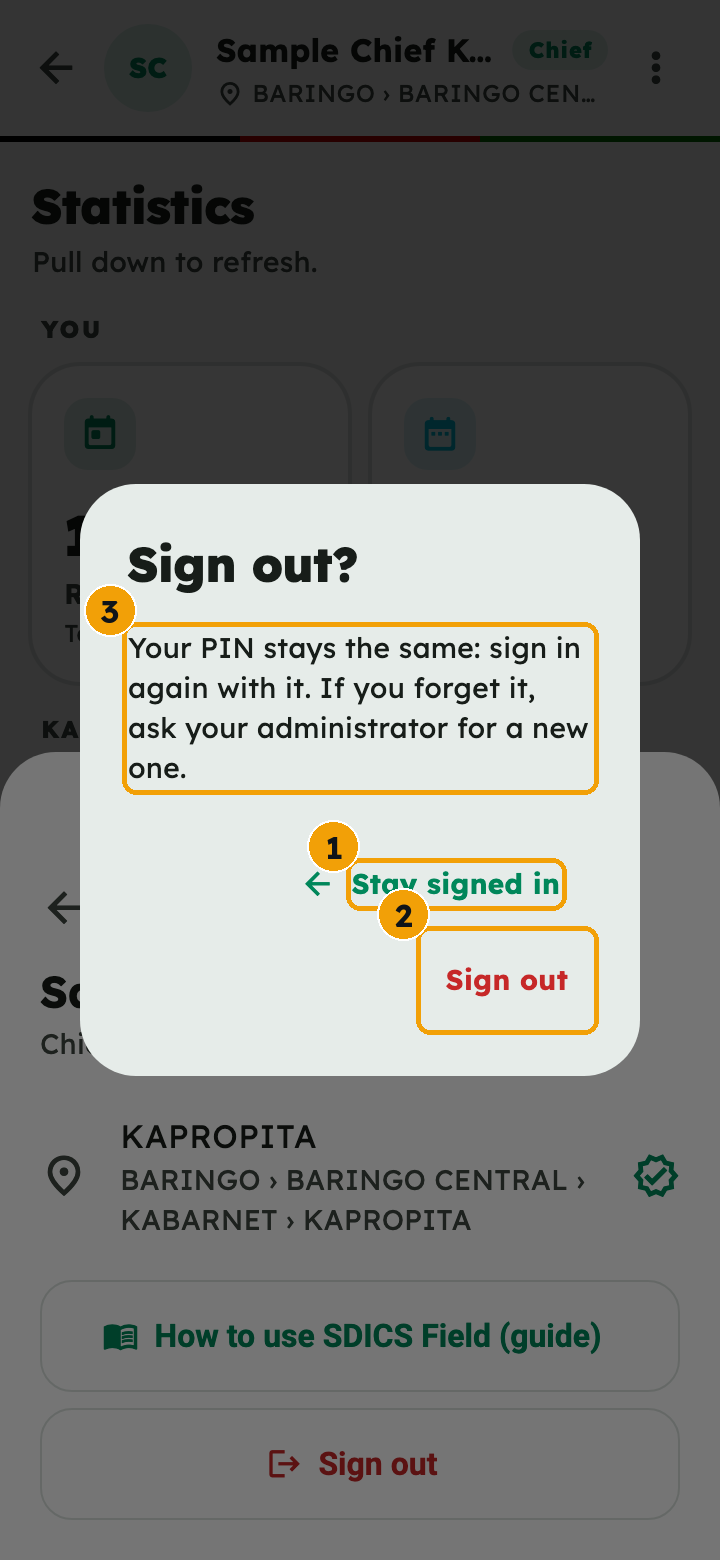 SC
Sample Chief K...
Chief
BARINGO › BARINGO CEN...
Statistics
Pull down to refresh.
YOU
Sign out?
3
Your PIN stays the same: sign in
again with it. If you forget it,
ask your administrator for a new
one.
1
← Stay signed in
2
Sign out
KAPROPITA
BARINGO › BARINGO CENTRAL ›
KABARNET › KAPROPITA
How to use SDICS Field (guide)
Sign out